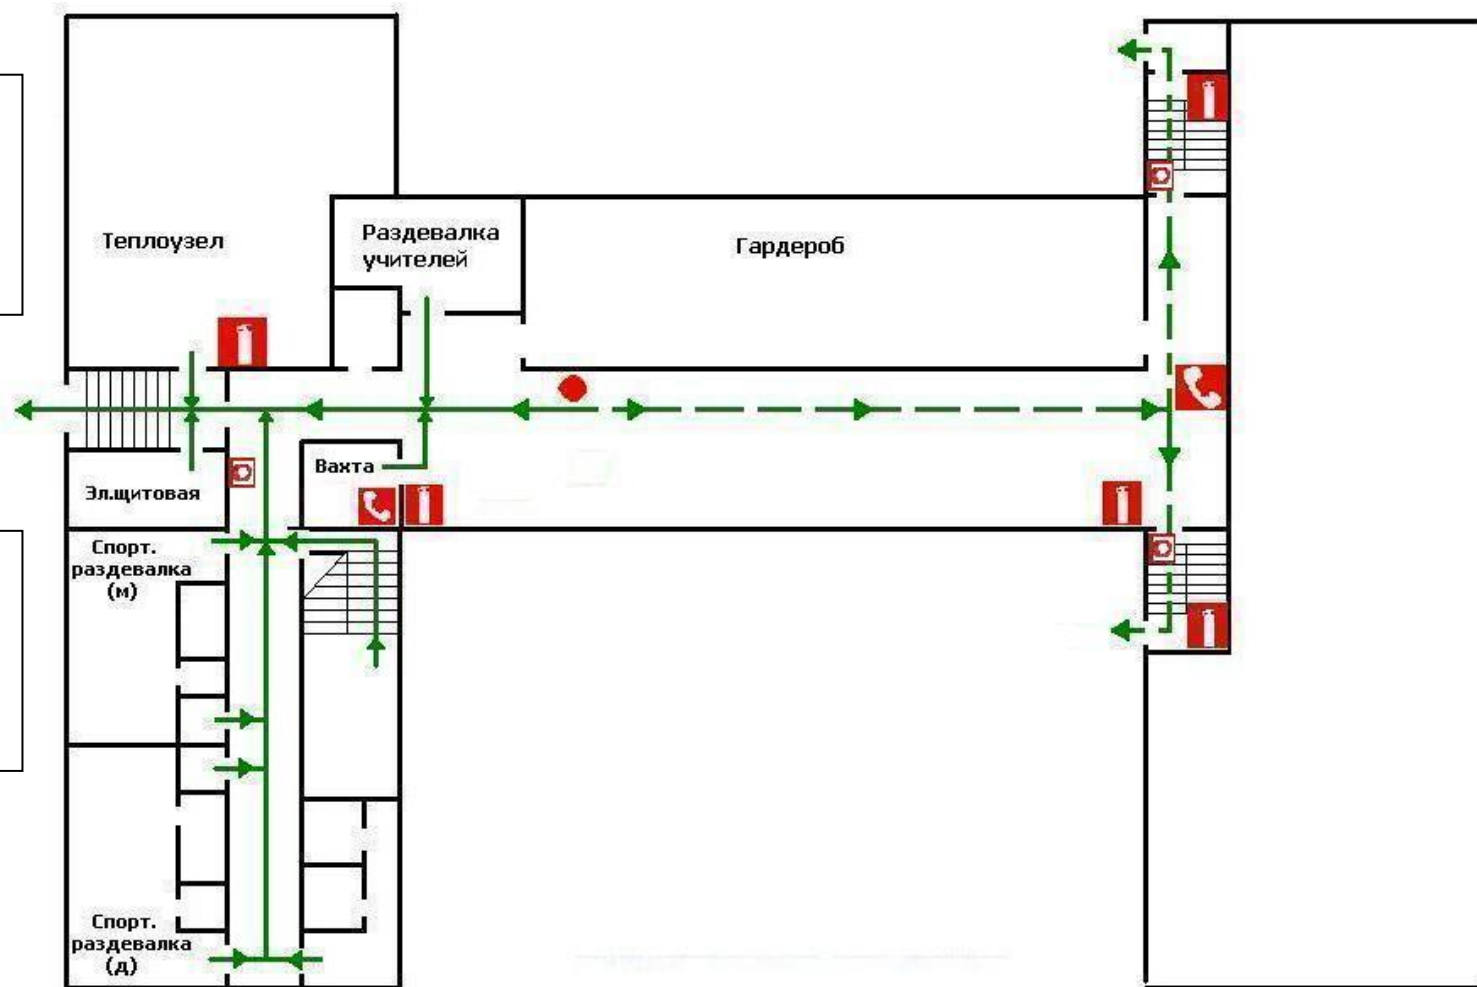 Теплоузел
Раздевалка
учителей
Гардероб
Вахта
Эл.щитовая
Спорт.
раздевалка
(м)
Спорт.
раздевалка
(д)